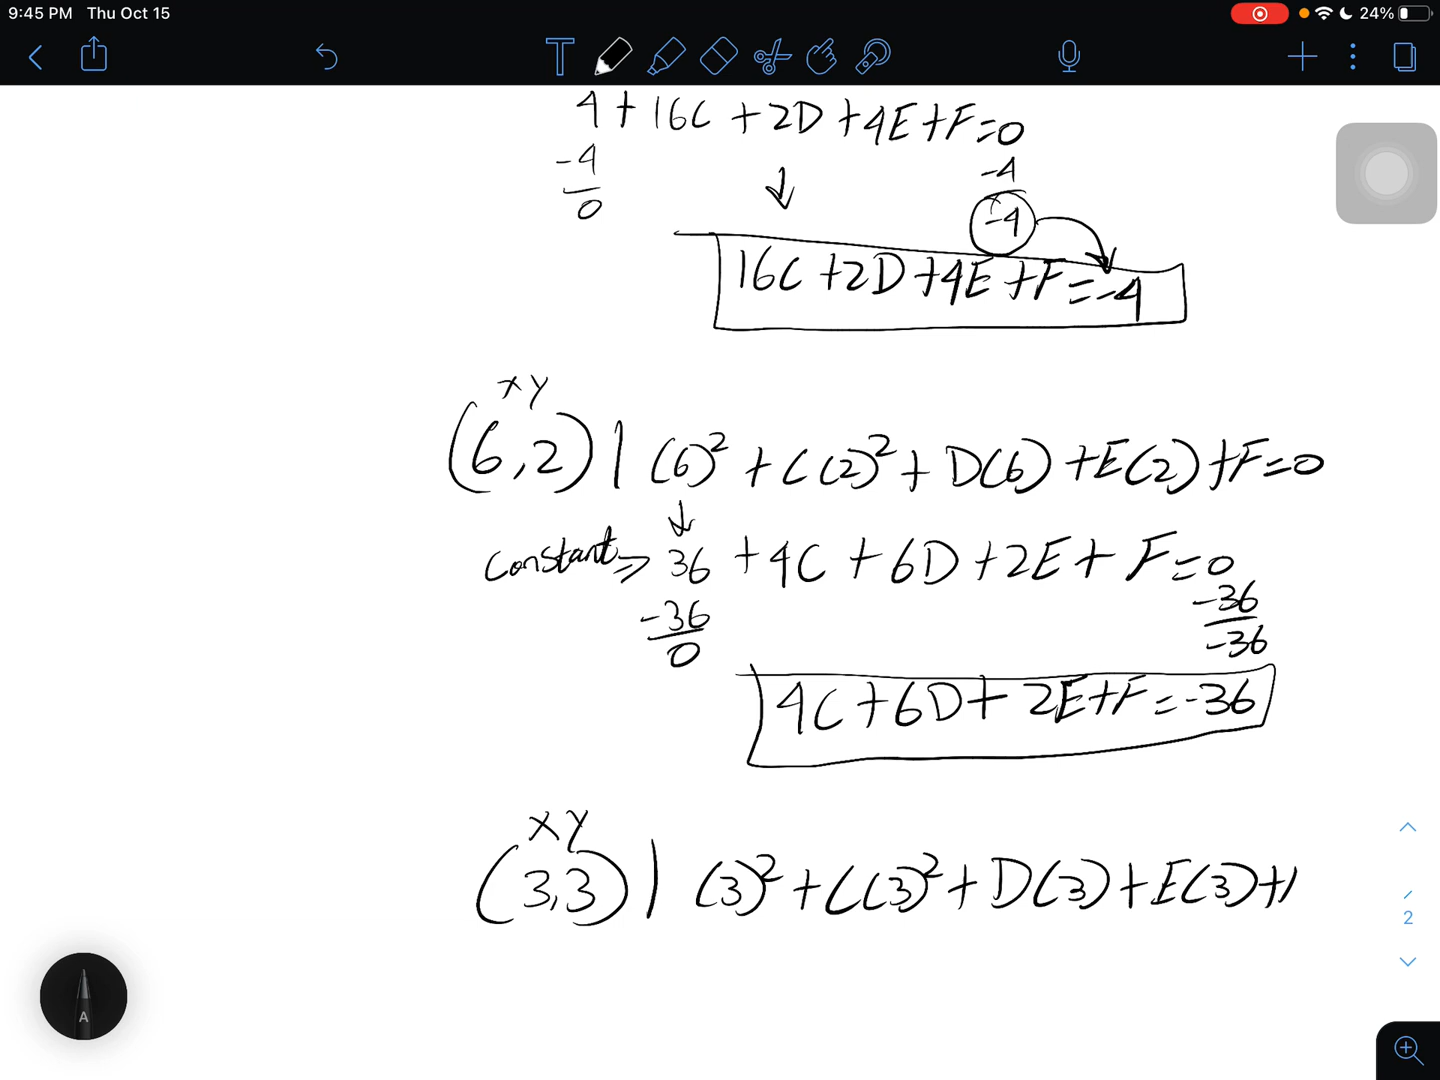 9:45 PM Thu Oct 15
24%
T
4 + 16C + 2D + 4E + F = 0
-4
-4
0
-4
16C + 2D + 4E + F = -4
x y
(6,2) | (6)² + C(2)² + D(6) + E(2) + F = 0
constant => 36 + 4C + 6D + 2E + F = 0
-36
-36
0
-36
4C + 6D + 2E + F = -36
x y
(3,3) | (3)² + C(3)² + D(3) + E(3) +
2
A